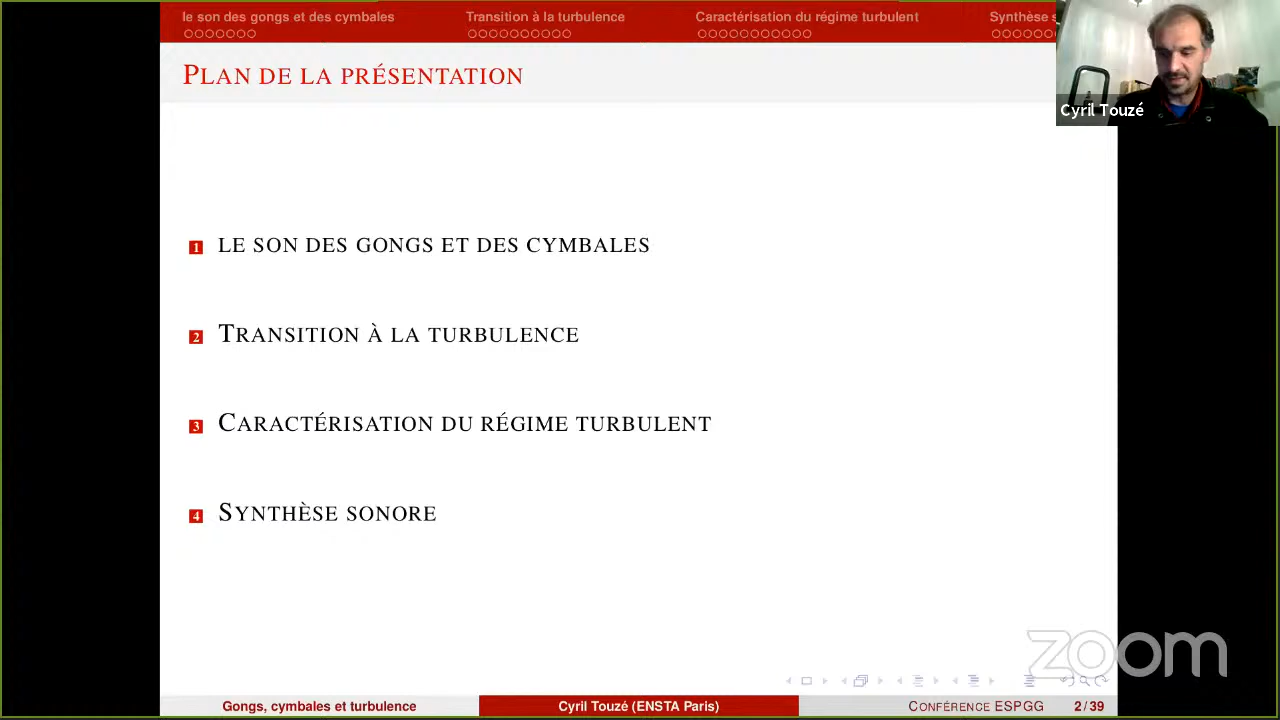 le son des gongs et des cymbales
Transition à la turbulence
Caractérisation du régime turbulent
Synthèse s
PLAN DE LA PRÉSENTATION
Cyril Touzé
1 LE SON DES GONGS ET DES CYMBALES
2 TRANSITION À LA TURBULENCE
3 CARACTÉRISATION DU RÉGIME TURBULENT
4 SYNTHÈSE SONORE
zoom
Gongs, cymbales et turbulence
Cyril Touzé (ENSTA Paris)
CONFÉRENCE ESPGG
2/39